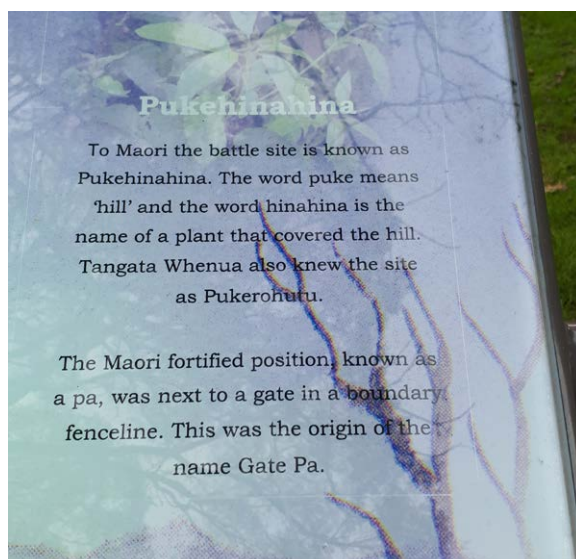 Pukehinahina
To Maori the battle site is known as
Pukehinahina. The word puke means
‘hill’ and the word hinahina is the
name of a plant that covered the hill.
Tangata Whenua also knew the site
as Pukerohutu.
The Maori fortified position, known as
a pa, was next to a gate in a boundary
fenceline. This was the origin of the
name Gate Pa.